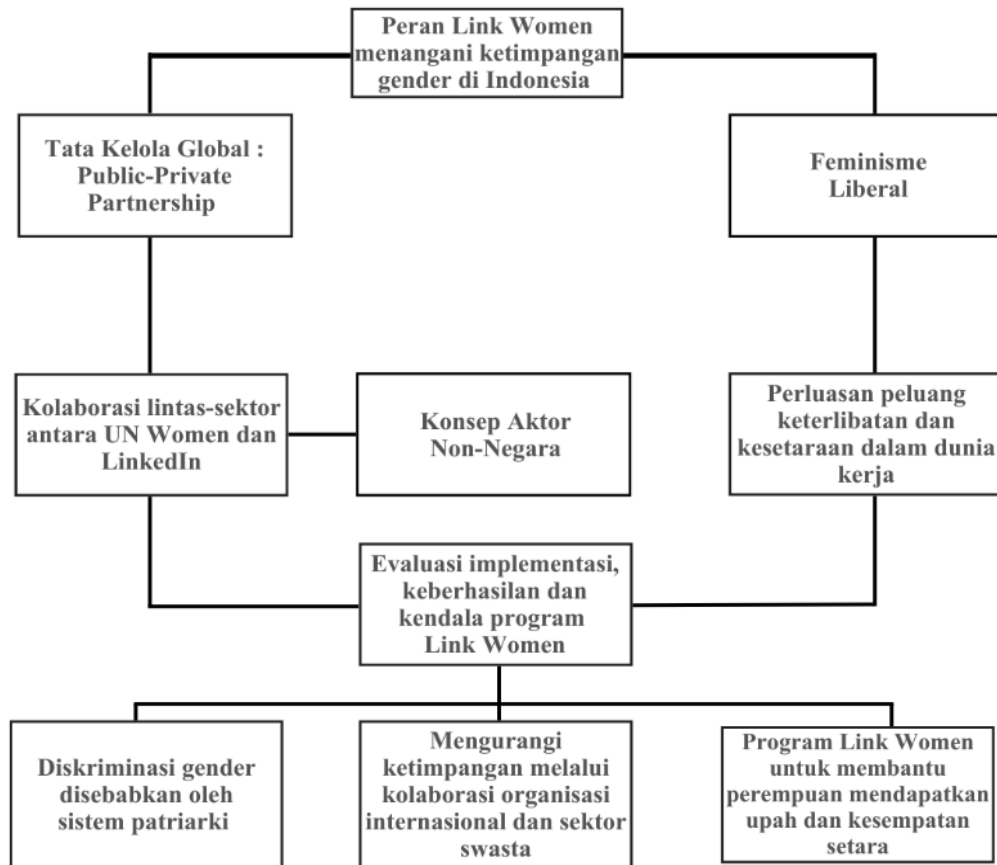 Peran Link Women
menangani ketimpangan
gender di Indonesia
Tata Kelola Global :
Public-Private
Partnership
Feminisme
Liberal
Kolaborasi lintas-sektor
antara UN Women dan
LinkedIn
Konsep Aktor
Non-Negara
Perluasan peluang
keterlibatan dan
kesetaraan dalam dunia
kerja
Evaluasi implementasi,
keberhasilan dan
kendala program
Link Women
Diskriminasi gender
disebabkan oleh
sistem patriarki
Mengurangi
ketimpangan melalui
kolaborasi organisasi
internasional dan sektor
swasta
Program Link Women
untuk membantu
perempuan mendapatkan
upah dan kesempatan
setara